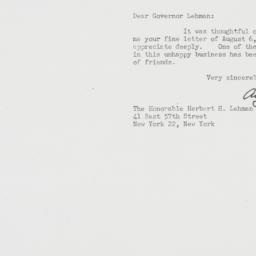 Dear Governor Lehman:
It was thoughtful o
me your fine letter of August 6,
appreciate deeply. One of the
in this unhappy business has bee
of friends.
Very sincerel
The Honorable Herbert H. Lehman
41 East 57th Street
New York 22, New York